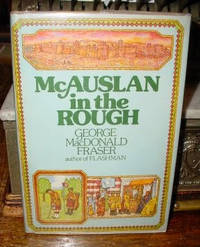 McAUSLAN
in the
ROUGH
GEORGE
MacDONALD
FRASER
author of FLASHMAN